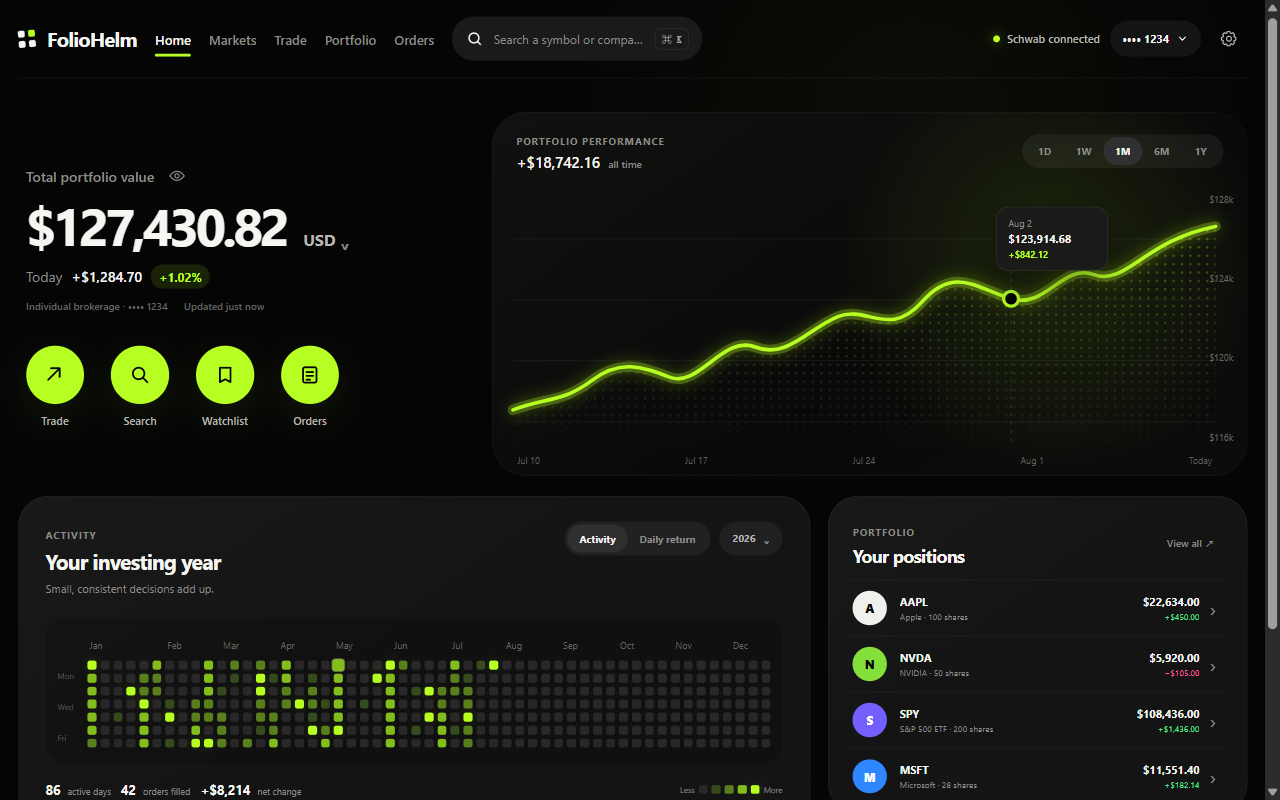 FolioHelm Home Markets Trade Portfolio Orders Search a symbol or compa... ⌘ K Schwab connected •••• 1234
Total portfolio value
$127,430.82 USD
Today +$1,284.70 +1.02%
Individual brokerage · •••• 1234 Updated just now
Trade Search Watchlist Orders
PORTFOLIO PERFORMANCE
+$18,742.16 all time
1D 1W 1M 6M 1Y
$128k
Aug 2
$123,914.68
+$842.12
$124k
$120k
$116k
Jul 10 Jul 17 Jul 24 Aug 1 Today
ACTIVITY
Your investing year
Small, consistent decisions add up.
Activity Daily return 2026
Jan Feb Mar Apr May Jun Jul Aug Sep Oct Nov Dec
Mon
Wed
Fri
86 active days 42 orders filled +$8,214 net change Less More
PORTFOLIO
Your positions
View all ↗
A AAPL $22,634.00
Apple · 100 shares +$450.00
N NVDA $5,920.00
NVIDIA · 50 shares −$105.00
S SPY $108,436.00
S&P 500 ETF · 200 shares +$1,436.00
M MSFT $11,551.40
Microsoft · 28 shares +$182.14